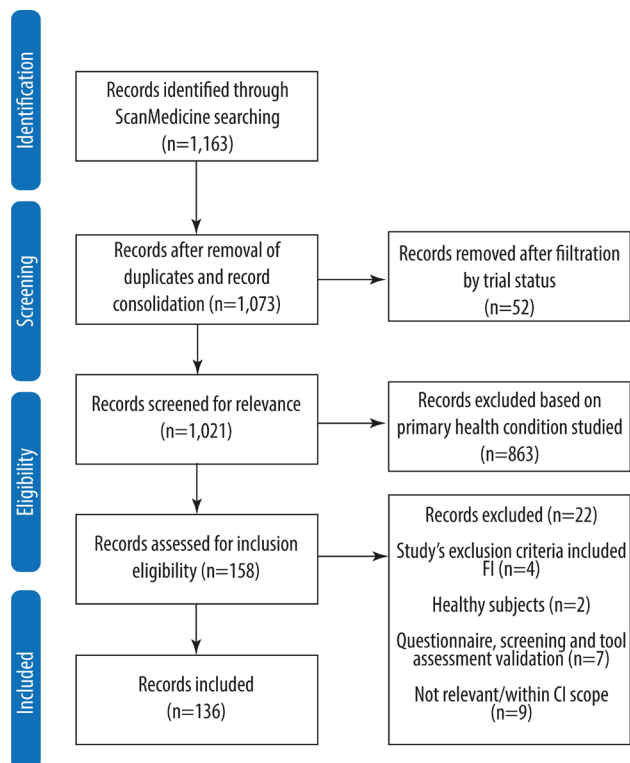 Identification
Records identified through
ScanMedicine searching
(n=1,163)
Screening
Records after removal of
duplicates and record
consolidation (n=1,073)
Records removed after fiiltration
by trial status
(n=52)
Records screened for relevance
(n=1,021)
Records excluded based on
primary health condition studied
(n=863)
Eligibility
Records assessed for inclusion
eligibility (n=158)
Records excluded (n=22)
Study's exclusion criteria included
FI (n=4)
Healthy subjects (n=2)
Questionnaire, screening and tool
assessment validation (n=7)
Not relevant/within CI scope
(n=9)
Included
Records included
(n=136)